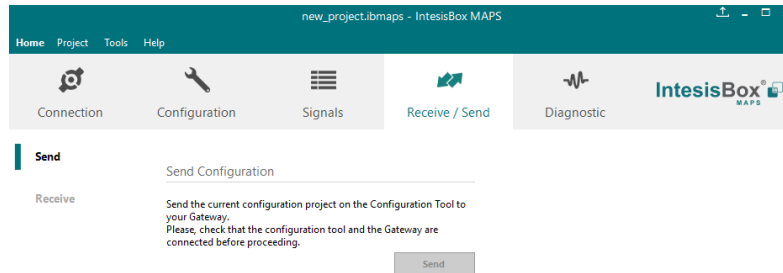 new_project.ibmaps - IntesisBox MAPS
Home Project Tools Help
Connection Configuration Signals Receive / Send Diagnostic IntesisBox®
MAPS
Send
Send Configuration
Receive
Send the current configuration project on the Configuration Tool to
your Gateway.
Please, check that the configuration tool and the Gateway are
connected before proceeding.
Send